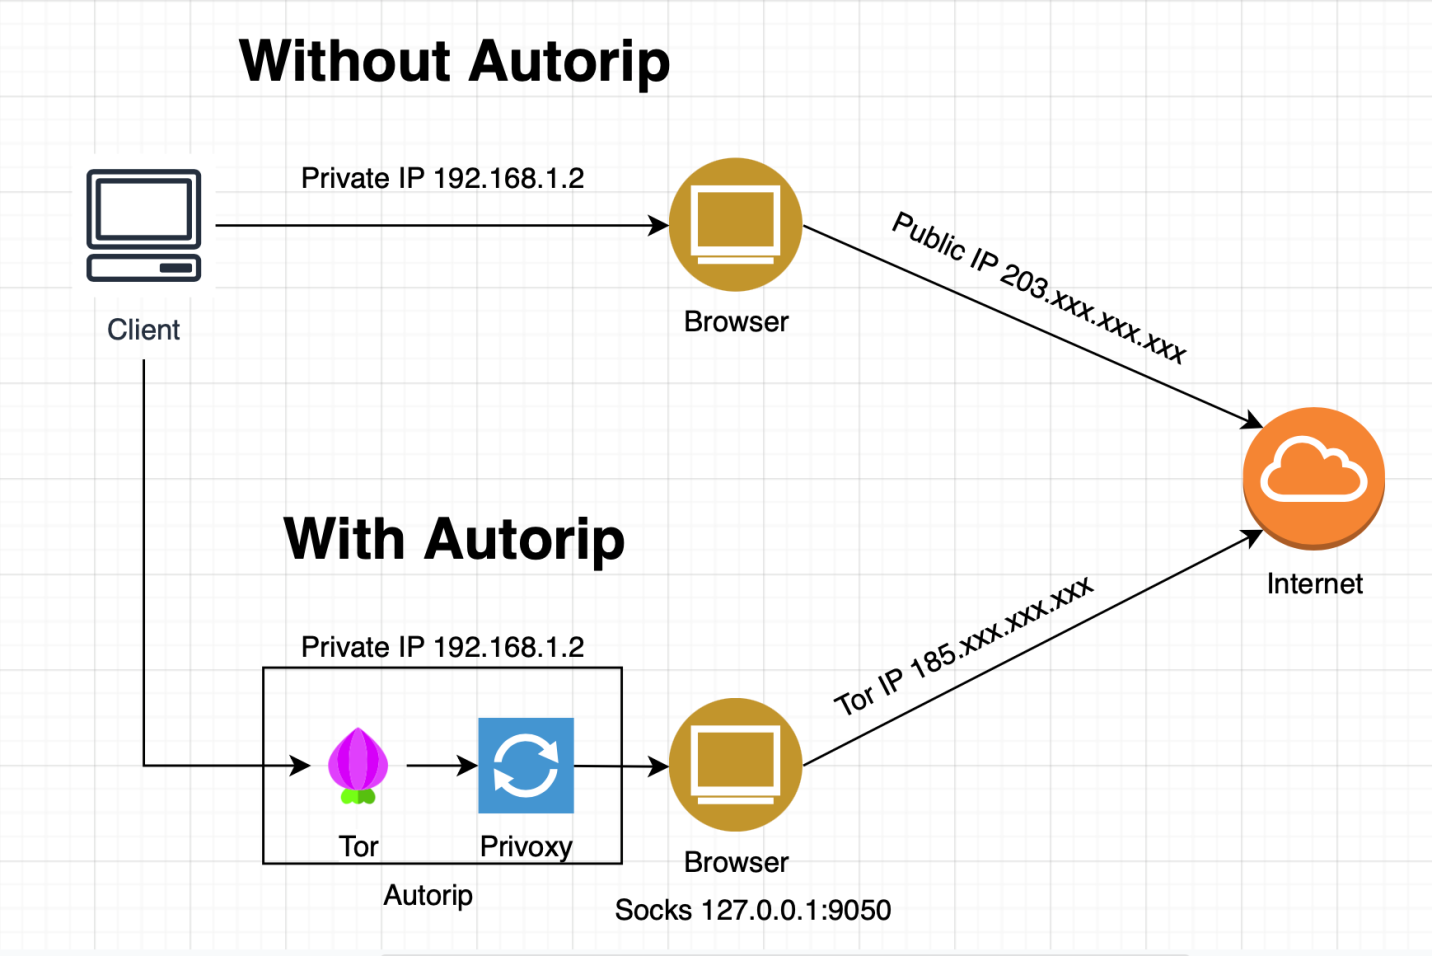 Without Autorip
Private IP 192.168.1.2
Public IP 203.xxx.xxx.xxx
Client
Browser
With Autorip
Internet
Private IP 192.168.1.2
Tor IP 185.xxx.xxx.xxx
Tor
Privoxy
Browser
Autorip
Socks 127.0.0.1:9050